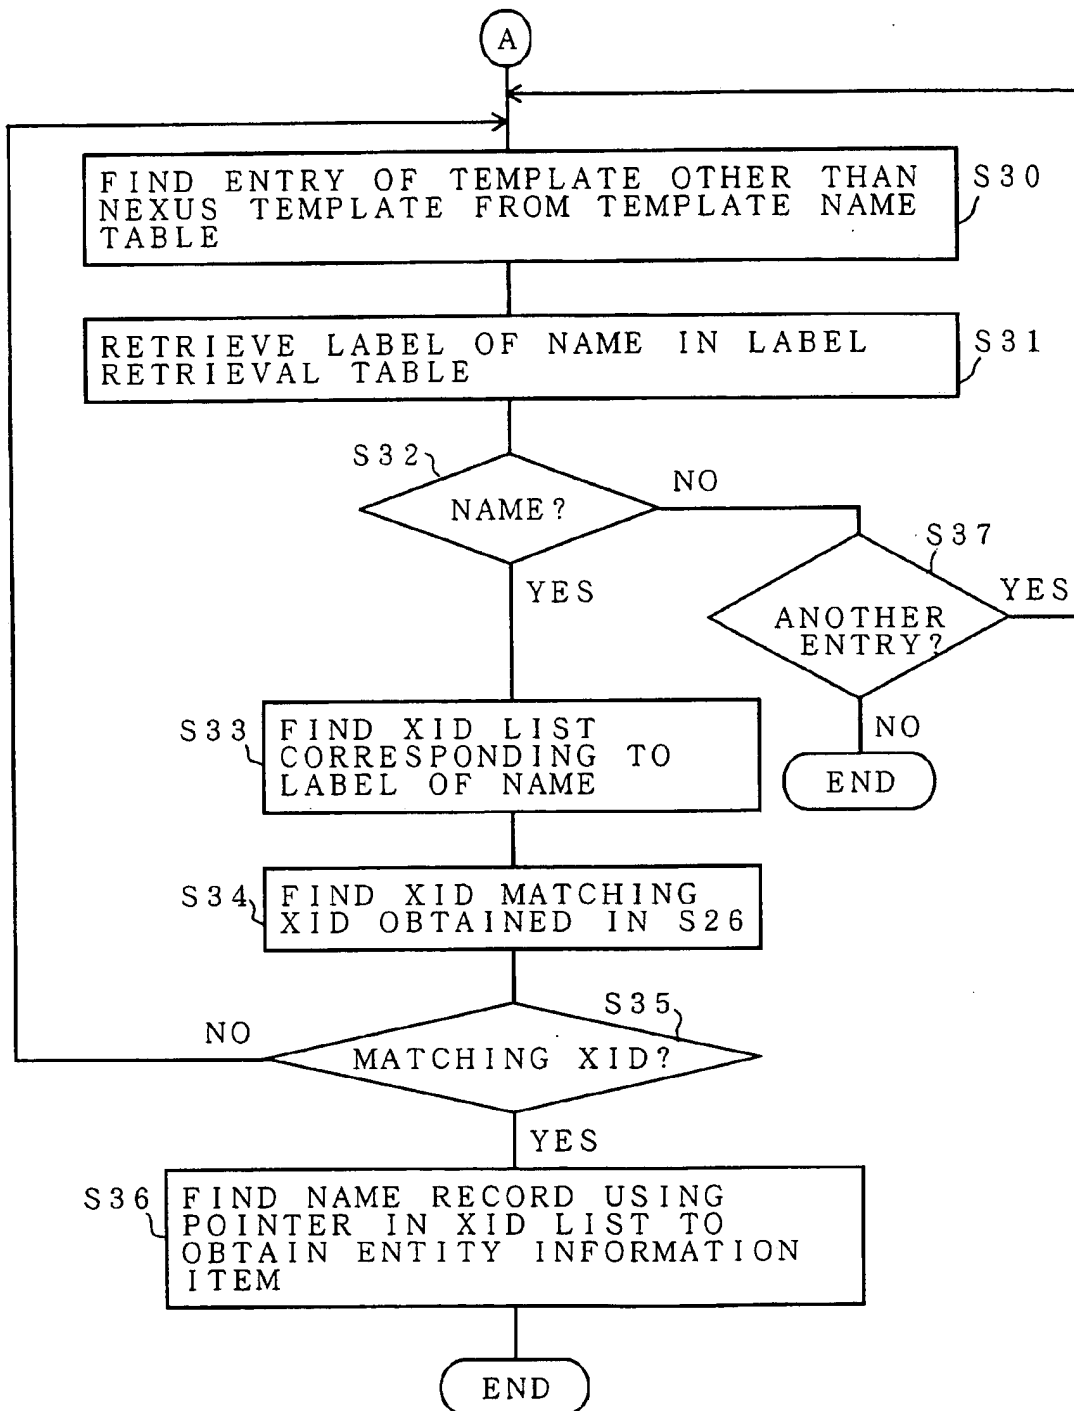 A
FIND ENTRY OF TEMPLATE OTHER THAN
NEXUS TEMPLATE FROM TEMPLATE NAME
TABLE
S30
RETRIEVE LABEL OF NAME IN LABEL
RETRIEVAL TABLE
S31
S32
NAME?
NO
YES
S37
ANOTHER
ENTRY?
YES
NO
END
S33
FIND XID LIST
CORRESPONDING TO
LABEL OF NAME
S34
FIND XID MATCHING
XID OBTAINED IN S26
S35
MATCHING XID?
NO
YES
S36
FIND NAME RECORD USING
POINTER IN XID LIST TO
OBTAIN ENTITY INFORMATION
ITEM
END